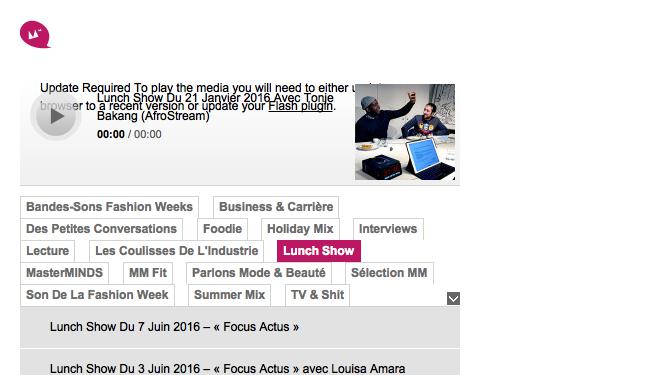 Update Required To play the media you will need to either
browser to a recent version or update your Flash plugin.
Lunch Show Du 21 Janvier 2016 Avec Tonje
Bakang (AfroStream)
00:00 / 00:00
Bandes-Sons Fashion Weeks Business & Carrière
Des Petites Conversations Foodie Holiday Mix Interviews
Lecture Les Coulisses De L'Industrie Lunch Show
MasterMINDS MM Fit Parlons Mode & Beauté Sélection MM
Son De La Fashion Week Summer Mix TV & Shit
Lunch Show Du 7 Juin 2016 – « Focus Actus »
Lunch Show Du 3 Juin 2016 – « Focus Actus » avec Louisa Amara